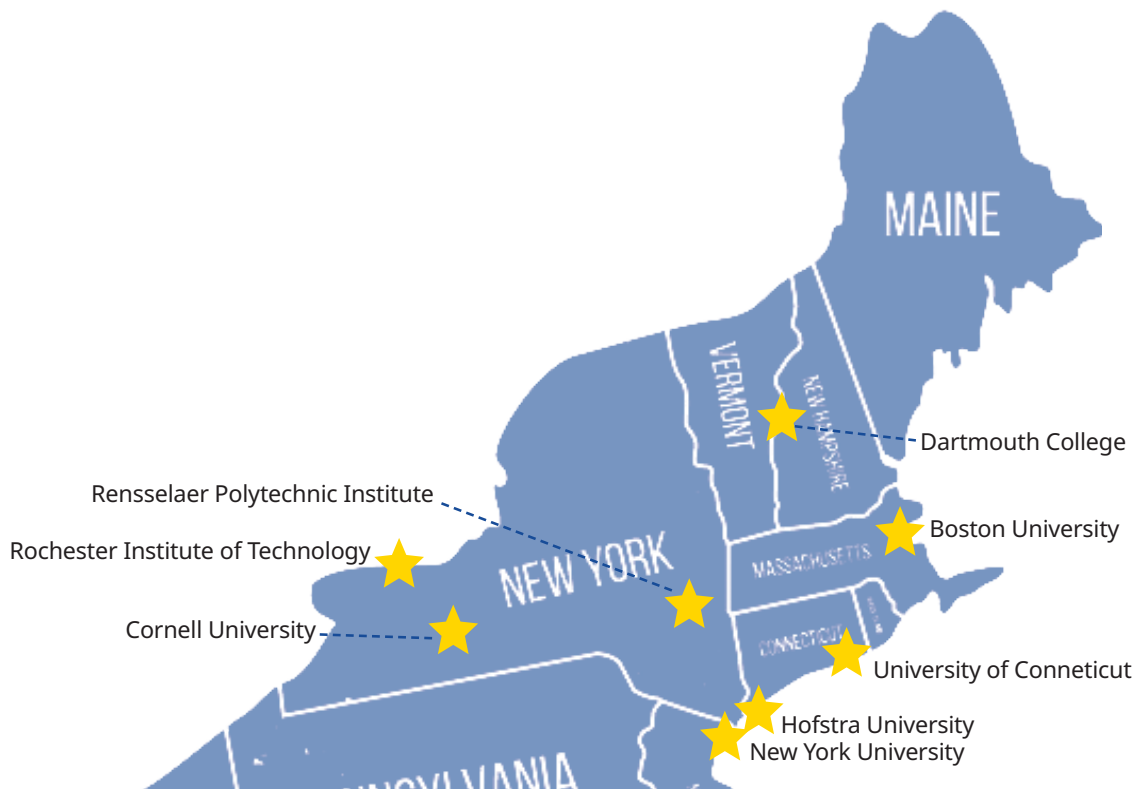 MAINE
VERMONT
NEW HAMPSHIRE
Dartmouth College
Rensselaer Polytechnic Institute
Boston University
Rochester Institute of Technology
NEW YORK
MASSACHUSETTS
Cornell University
CONNECTICUT
University of Conneticut
Hofstra University
New York University